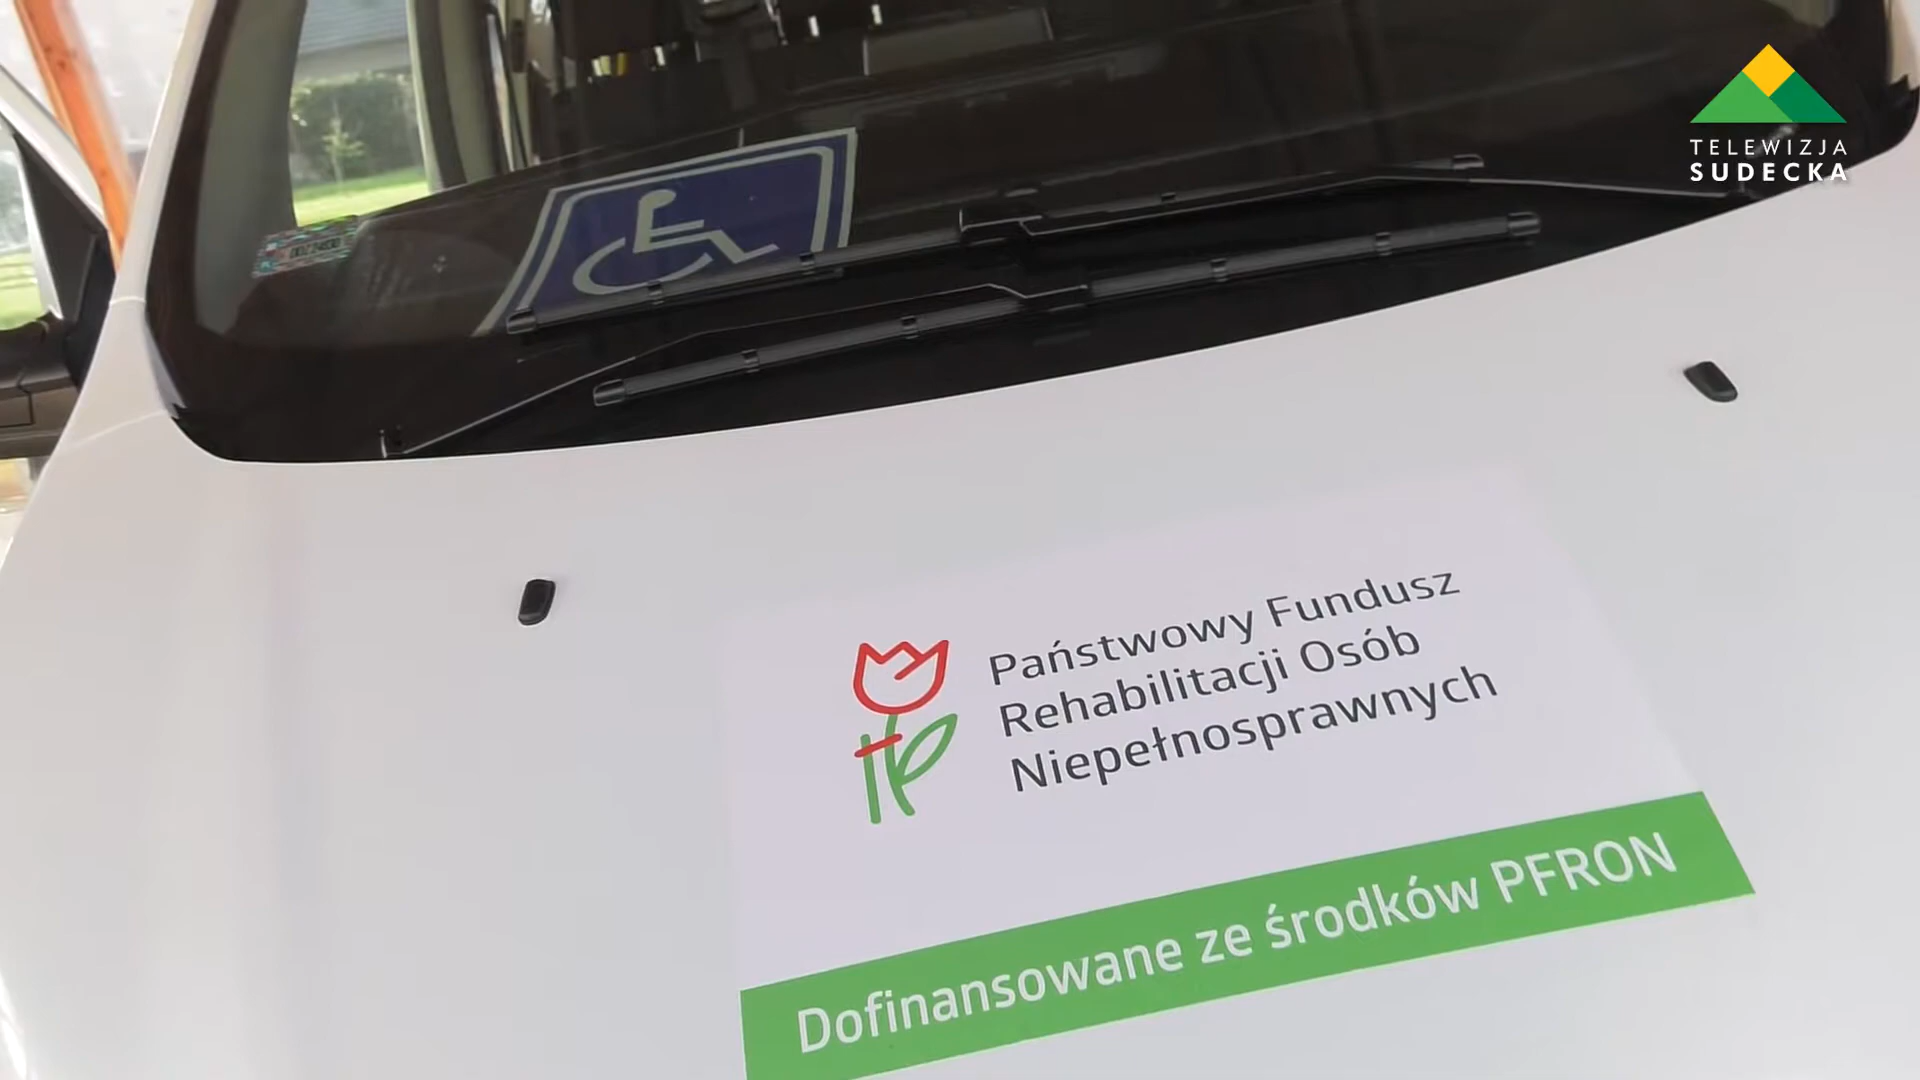 TELEWIZJA
SUDECKA
Państwowy Fundusz
Rehabilitacji Osób
Niepełnosprawnych
Dofinansowane ze środków PFRON